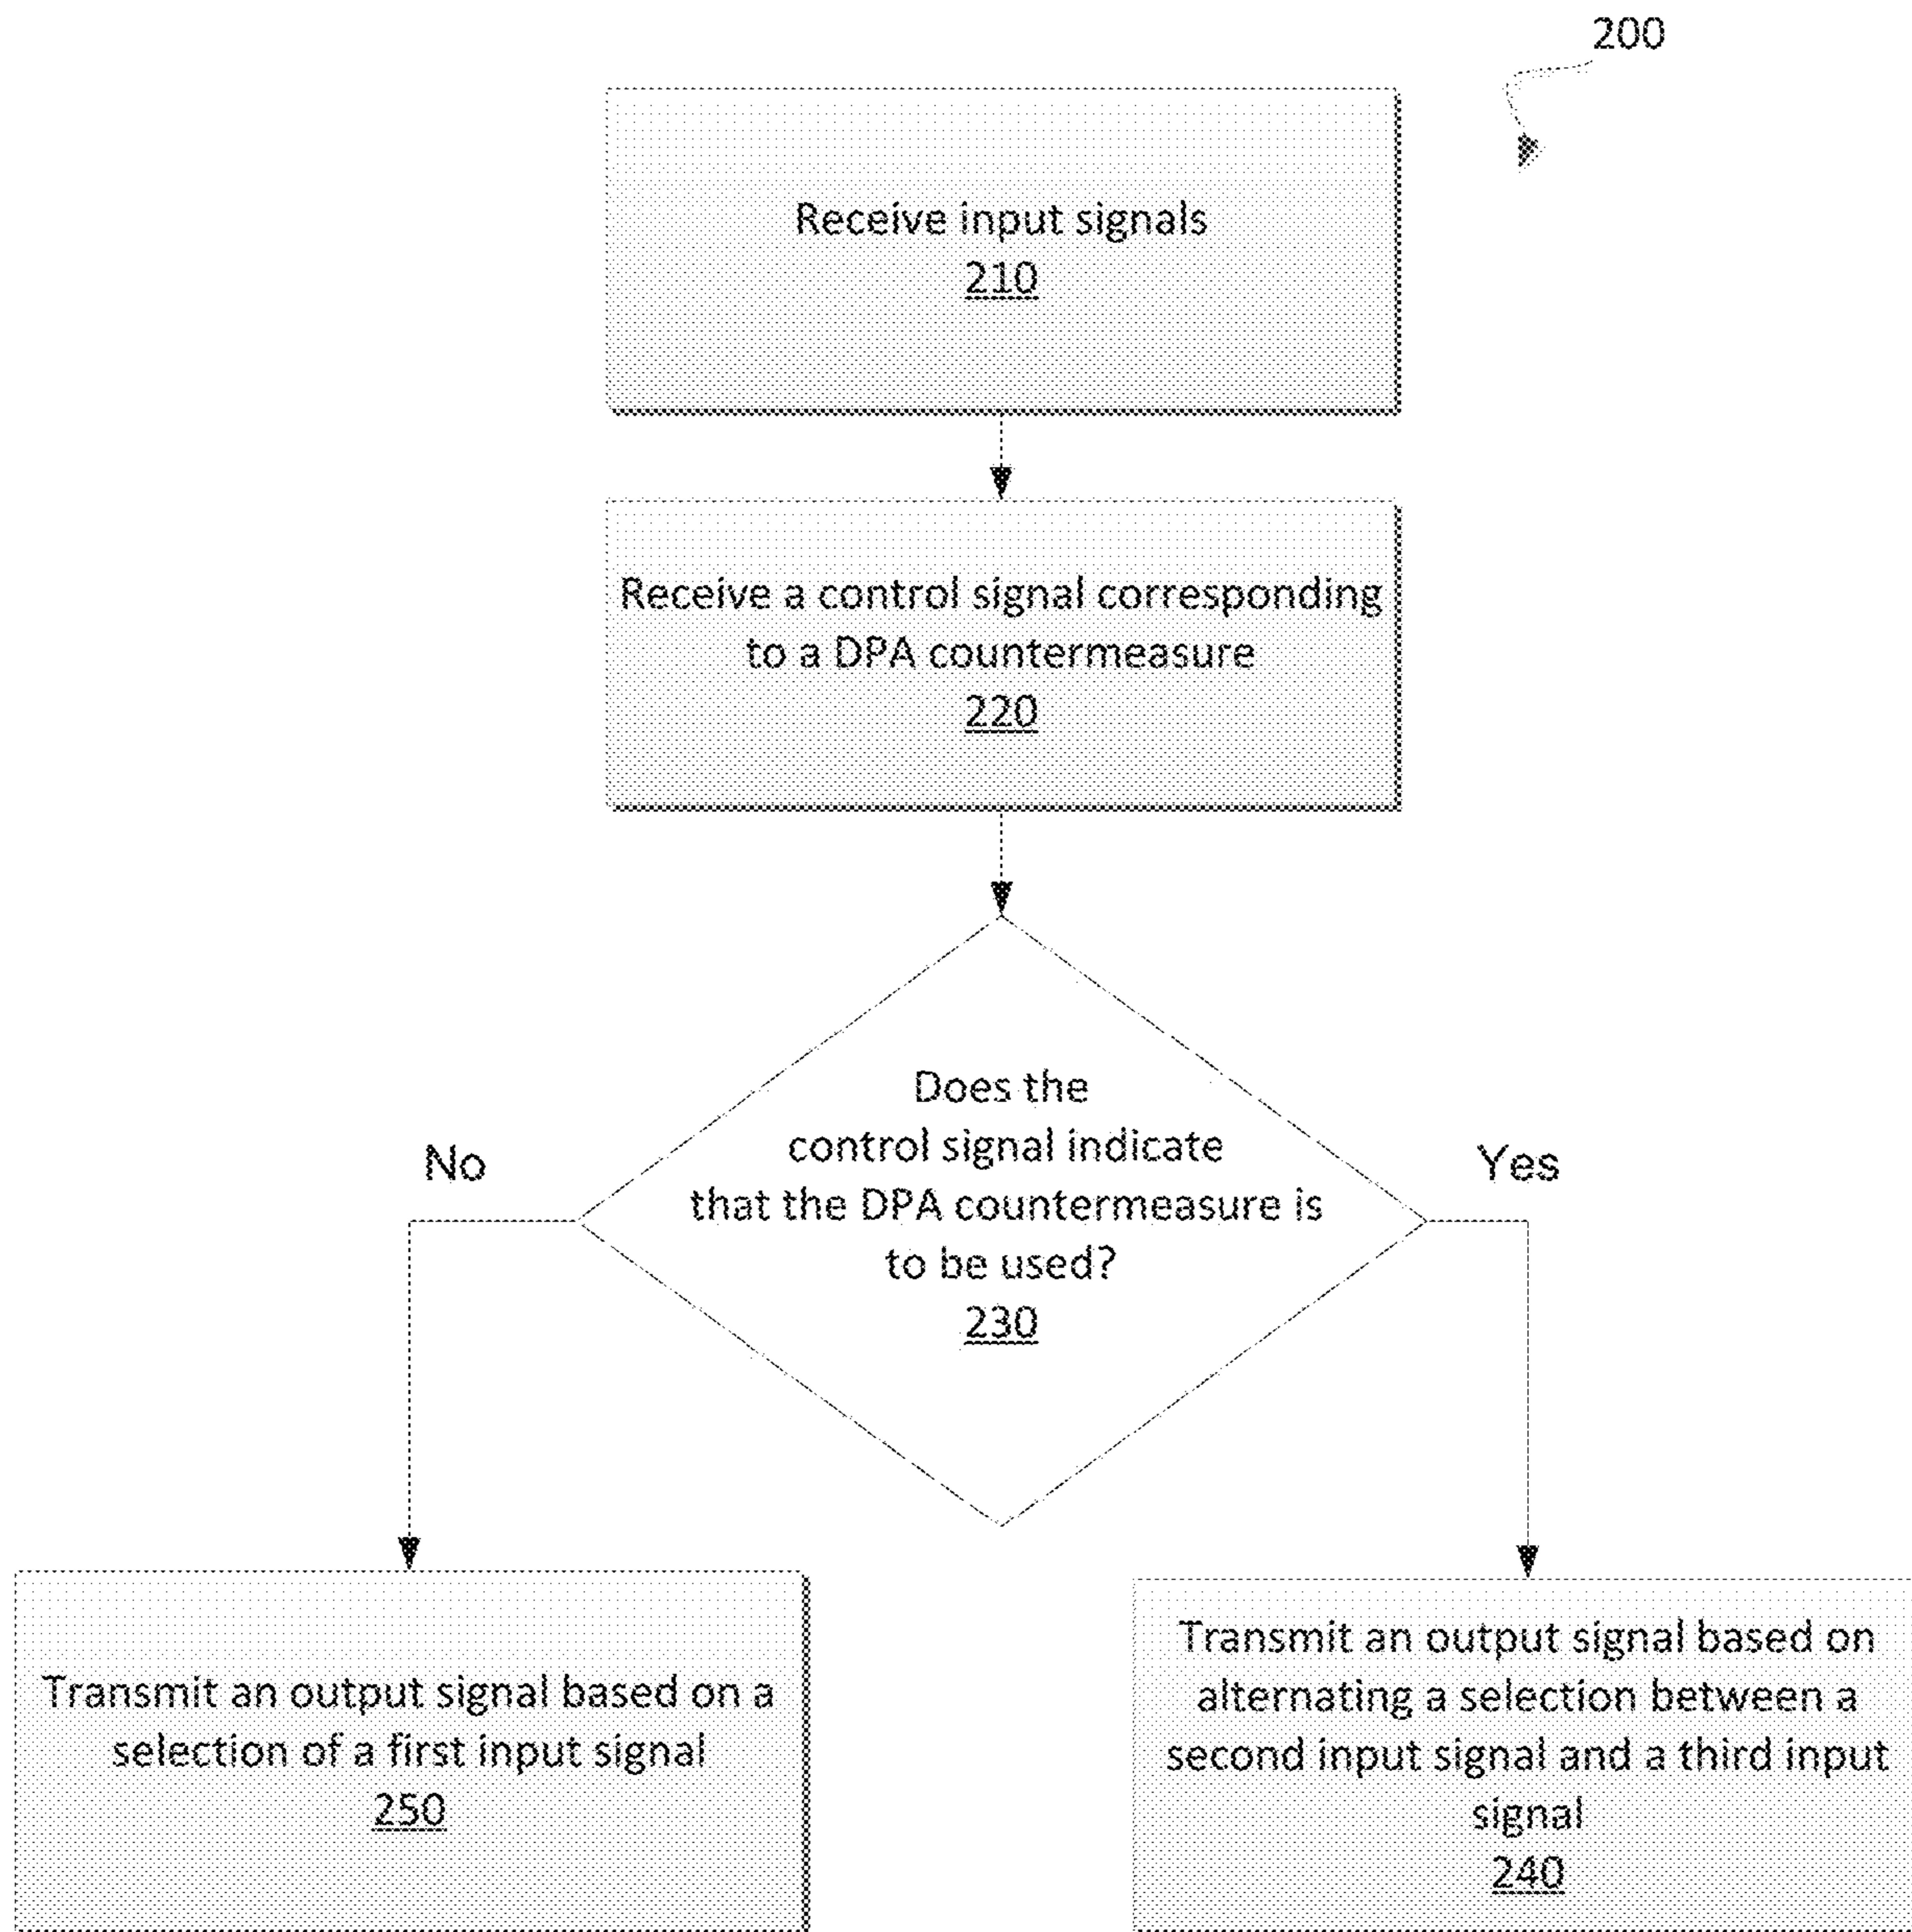 200
Receive input signals
210
Receive a control signal corresponding
to a DPA countermeasure
220
Does the
control signal indicate
that the DPA countermeasure is
to be used?
230
No
Yes
Transmit an output signal based on a
selection of a first input signal
250
Transmit an output signal based on
alternating a selection between a
second input signal and a third input
signal
240